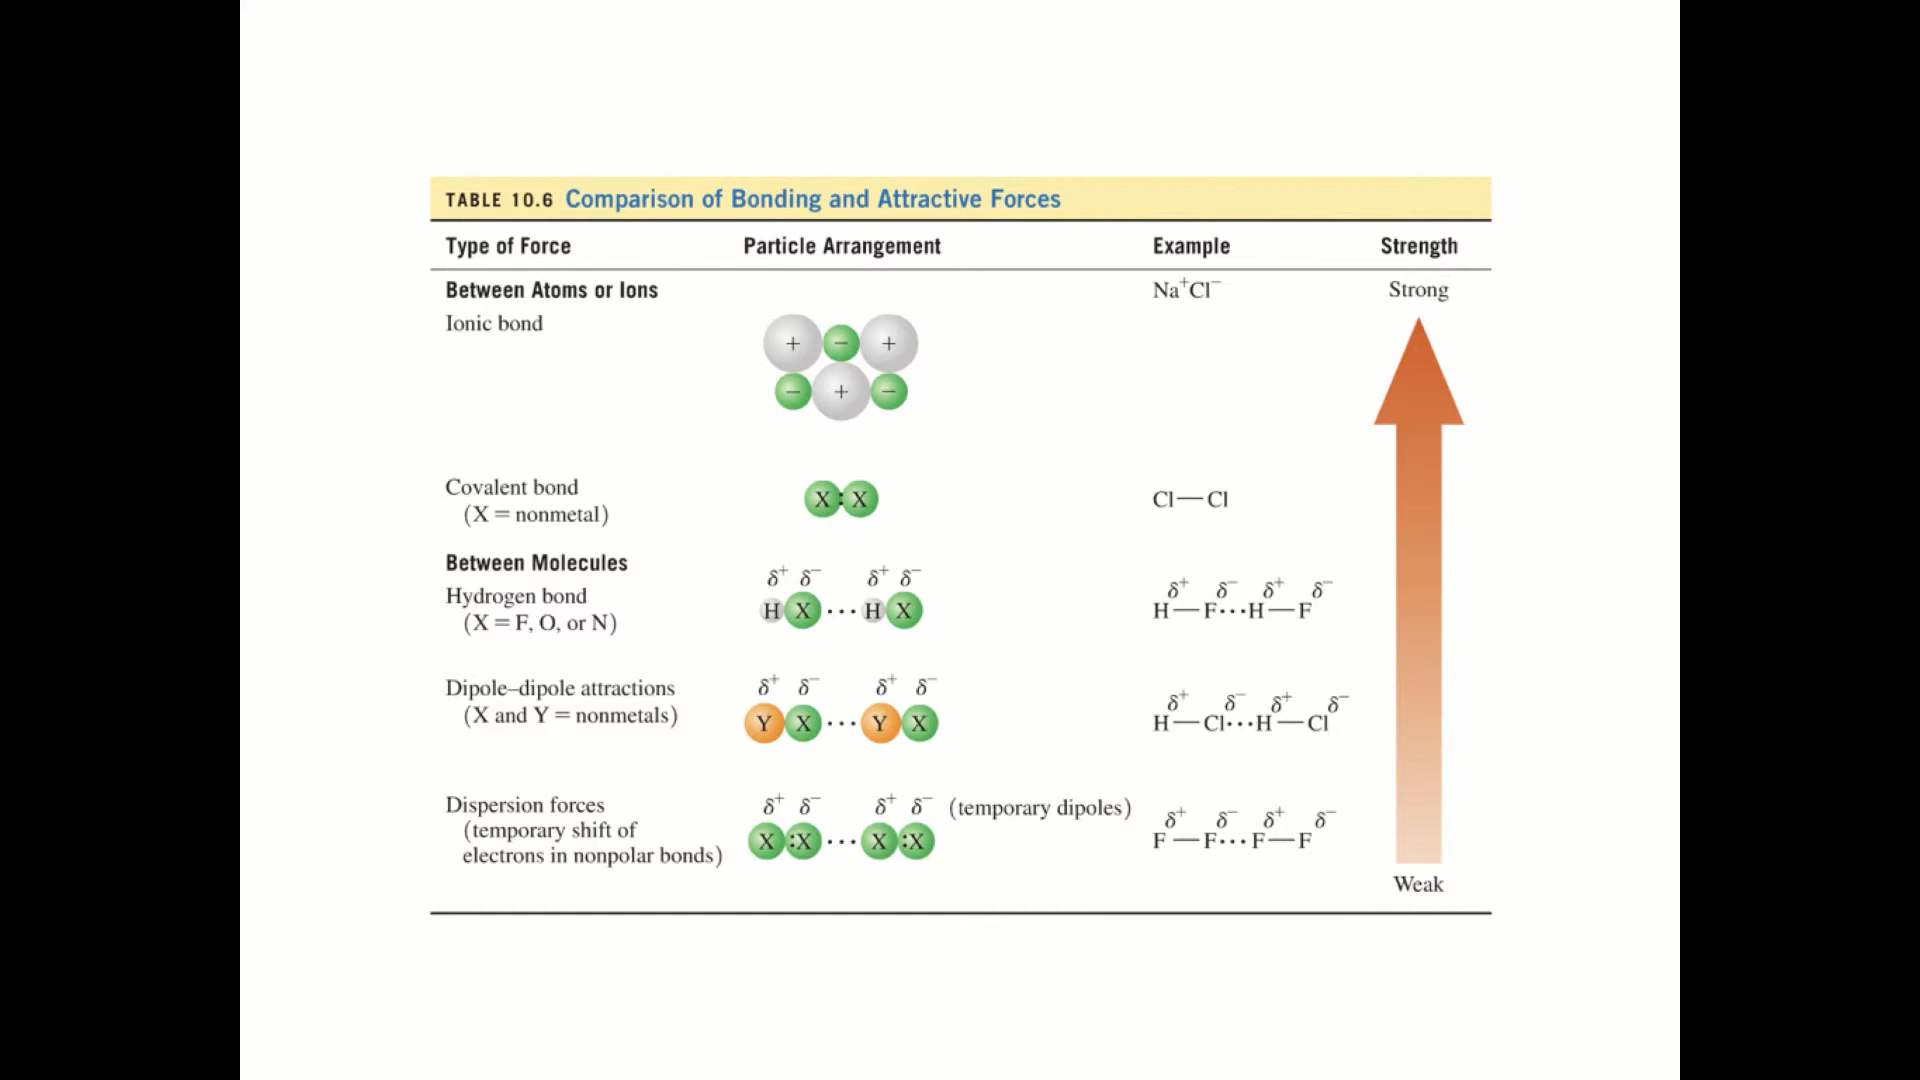 TABLE 10.6 Comparison of Bonding and Attractive Forces
Type of Force Particle Arrangement Example Strength
Between Atoms or Ions Na⁺Cl⁻ Strong
Ionic bond
+ − +
− + −
Covalent bond
(X = nonmetal)
X : X Cl—Cl
Between Molecules
Hydrogen bond
(X = F, O, or N)
δ⁺ δ⁻ δ⁺ δ⁻
H X ··· H X
δ⁺ δ⁻ δ⁺ δ⁻
H—F···H—F
Dipole–dipole attractions
(X and Y = nonmetals)
δ⁺ δ⁻ δ⁺ δ⁻
Y X ··· Y X
δ⁺ δ⁻ δ⁺ δ⁻
H—Cl···H—Cl
Dispersion forces
(temporary shift of
electrons in nonpolar bonds)
δ⁺ δ⁻ δ⁺ δ⁻ (temporary dipoles)
X :X ··· X :X
δ⁺ δ⁻ δ⁺ δ⁻
F—F···F—F
Weak